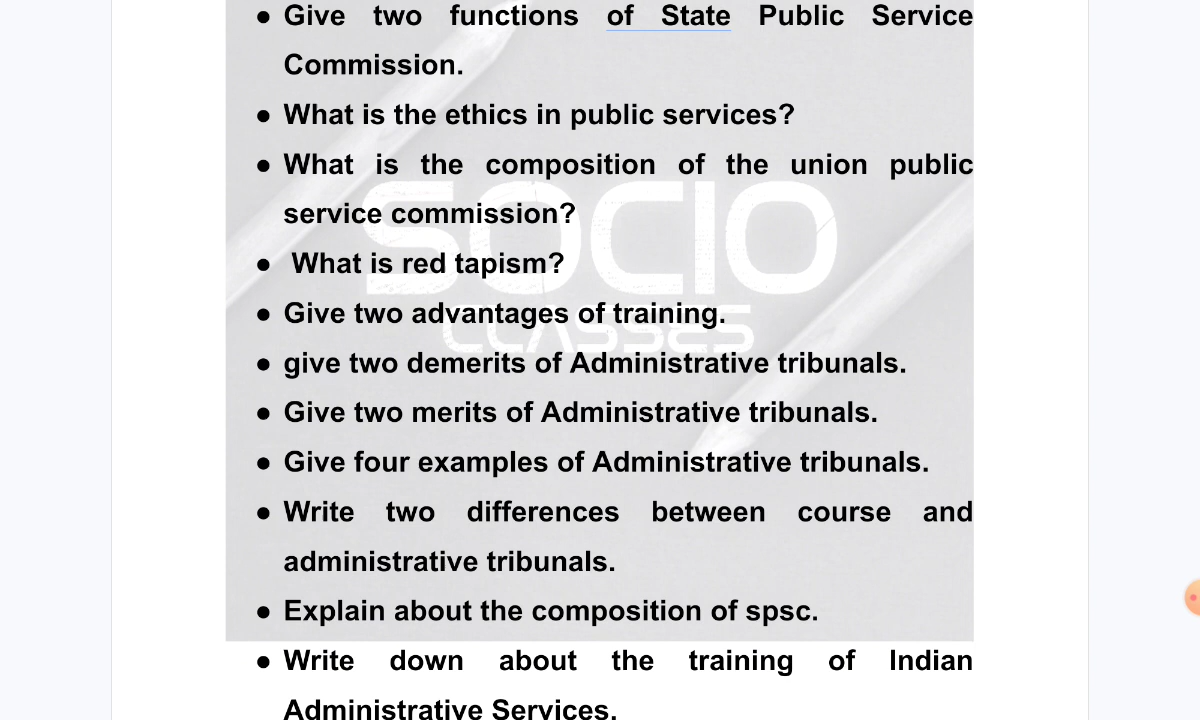 ● Give two functions of State Public Service
Commission.
● What is the ethics in public services?
● What is the composition of the union public
service commission?
● What is red tapism?
● Give two advantages of training.
● give two demerits of Administrative tribunals.
● Give two merits of Administrative tribunals.
● Give four examples of Administrative tribunals.
● Write two differences between course and
administrative tribunals.
● Explain about the composition of spsc.
● Write down about the training of Indian
Administrative Services.
SOCIO
CLASSES